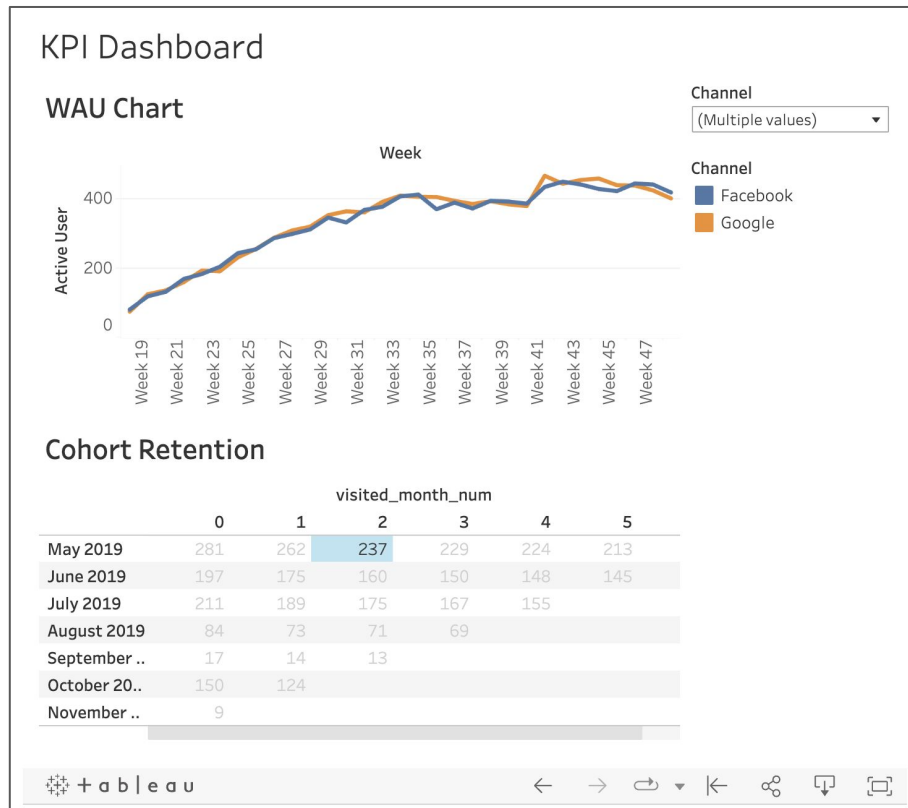 KPI Dashboard
WAU Chart
Channel
(Multiple values)
Week
Channel
Facebook
Google
Active User
400
200
0
Week 19
Week 21
Week 23
Week 25
Week 27
Week 29
Week 31
Week 33
Week 35
Week 37
Week 39
Week 41
Week 43
Week 45
Week 47
Cohort Retention
visited_month_num
0 1 2 3 4 5
May 2019 281 262 237 229 224 213
June 2019 197 175 160 150 148 145
July 2019 211 189 175 167 155
August 2019 84 73 71 69
September .. 17 14 13
October 20.. 150 124
November .. 9
+ a b | e a u